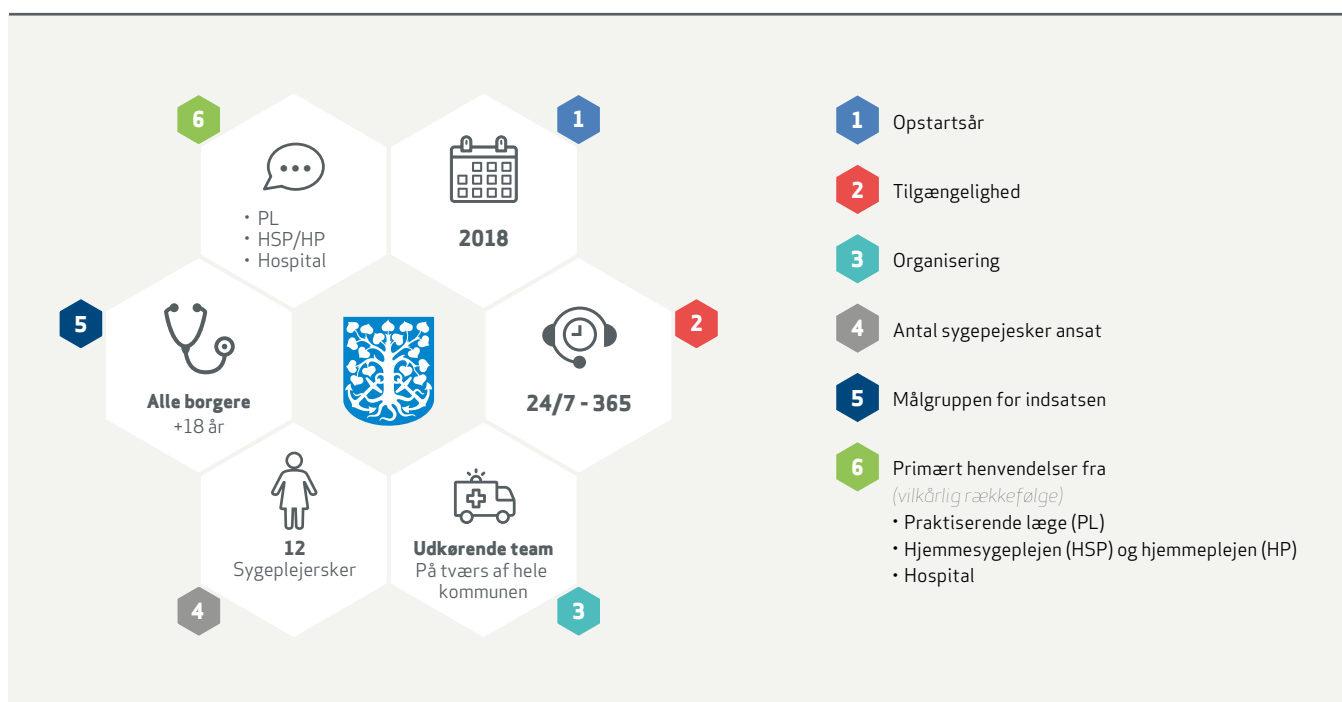 6
1
• PL
• HSP/HP
• Hospital
2018
5
2
Alle borgere
+18 år
24/7 - 365
12
Sygeplejersker
Udkørende team
På tværs af hele
kommunen
4
3
1 Opstartsår
2 Tilgængelighed
3 Organisering
4 Antal sygepejesker ansat
5 Målgruppen for indsatsen
6 Primært henvendelser fra
(vilkårlig rækkefølge)
• Praktiserende læge (PL)
• Hjemmesygeplejen (HSP) og hjemmeplejen (HP)
• Hospital